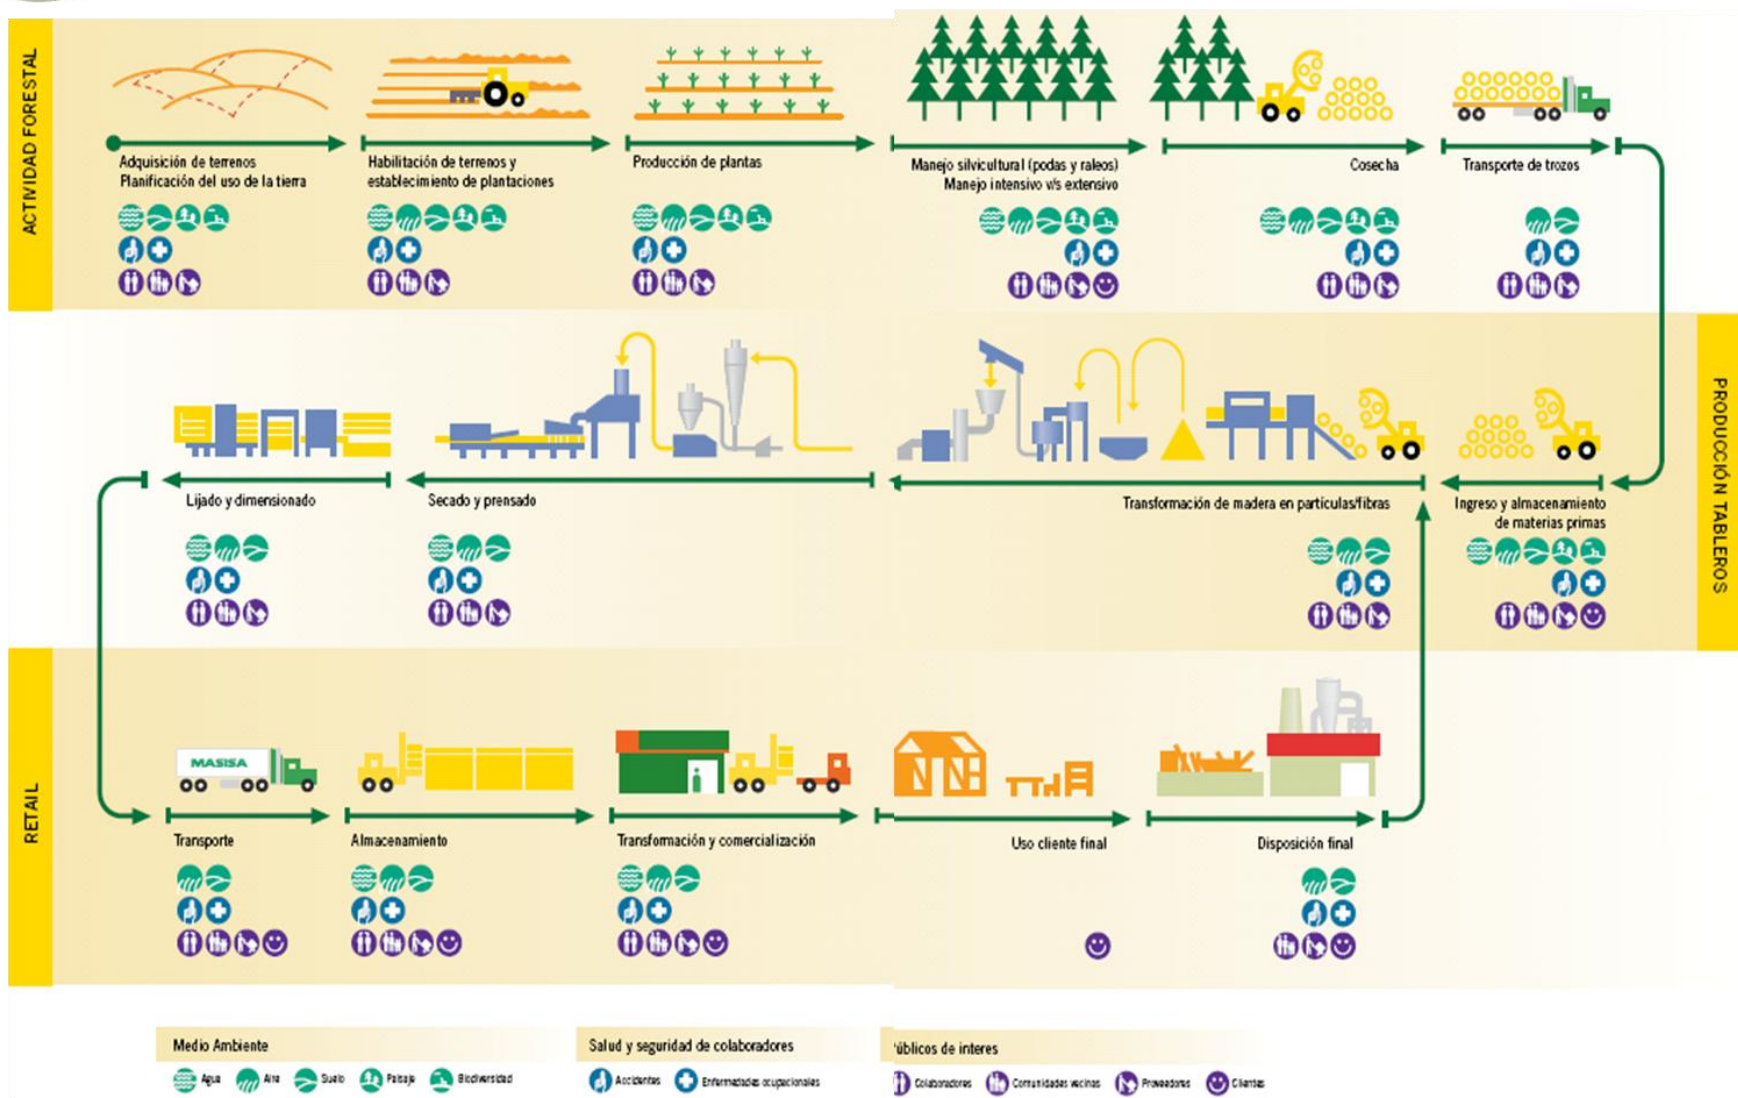 ACTIVIDAD FORESTAL
Adquisición de terrenos
Planificación del uso de la tierra
Habilitación de terrenos y
establecimiento de plantaciones
Producción de plantas
Manejo silvicultural (podas y raleos)
Manejo intensivo v/s extensivo
Cosecha
Transporte de trozos
PRODUCCIÓN TABLEROS
Ingreso y almacenamiento
de materias primas
Transformación de madera en partículas/fibras
Secado y prensado
Lijado y dimensionado
RETAIL
MASISA
Transporte
Almacenamiento
Transformación y comercialización
Uso cliente final
Disposición final
Medio Ambiente
Agua Aire Suelo Paisaje Biodiversidad
Salud y seguridad de colaboradores
Accidentes Enfermedades ocupacionales
úblicos de interes
Colaboradores Comunidades vecinas Proveedores Clientes